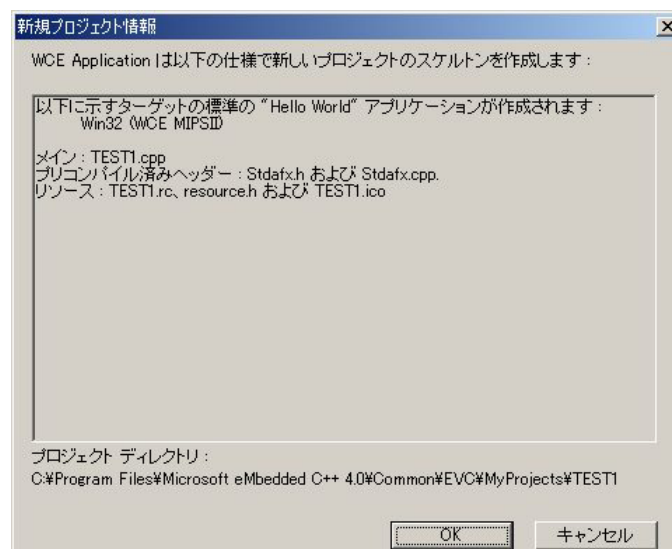 新規プロジェクト情報
WCE Application は以下の仕様で新しいプロジェクトのスケルトンを作成します：
以下に示すターゲットの標準の "Hello World" アプリケーションが作成されます：
Win32 (WCE MIPSII)
メイン：TEST1.cpp
プリコンパイル済みヘッダー：Stdafx.h および Stdafx.cpp.
リソース：TEST1.rc、resource.h および TEST1.ico
プロジェクト ディレクトリ：
C:¥Program Files¥Microsoft eMbedded C++ 4.0¥Common¥EVC¥MyProjects¥TEST1
OK
キャンセル